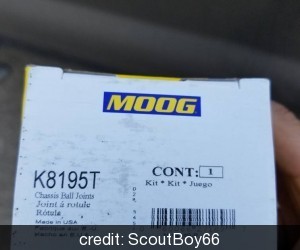 MOOG
K8195T
Chassis Ball Joints
Joint à rotule
Rótula
Made in USA
CONT: 1
Kit * Kit * Juego
credit: ScoutBoy66